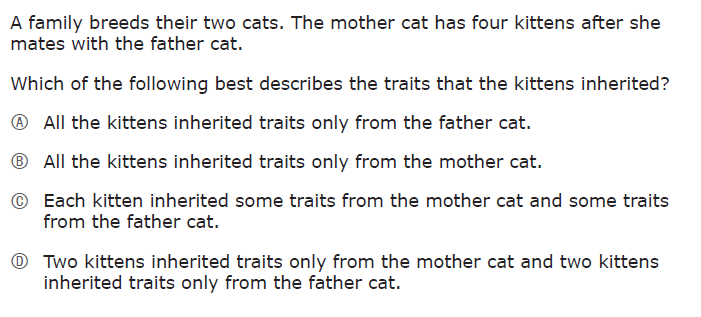 A family breeds their two cats. The mother cat has four kittens after she
mates with the father cat.
Which of the following best describes the traits that the kittens inherited?
Ⓐ All the kittens inherited traits only from the father cat.
Ⓑ All the kittens inherited traits only from the mother cat.
Ⓒ Each kitten inherited some traits from the mother cat and some traits
from the father cat.
Ⓓ Two kittens inherited traits only from the mother cat and two kittens
inherited traits only from the father cat.